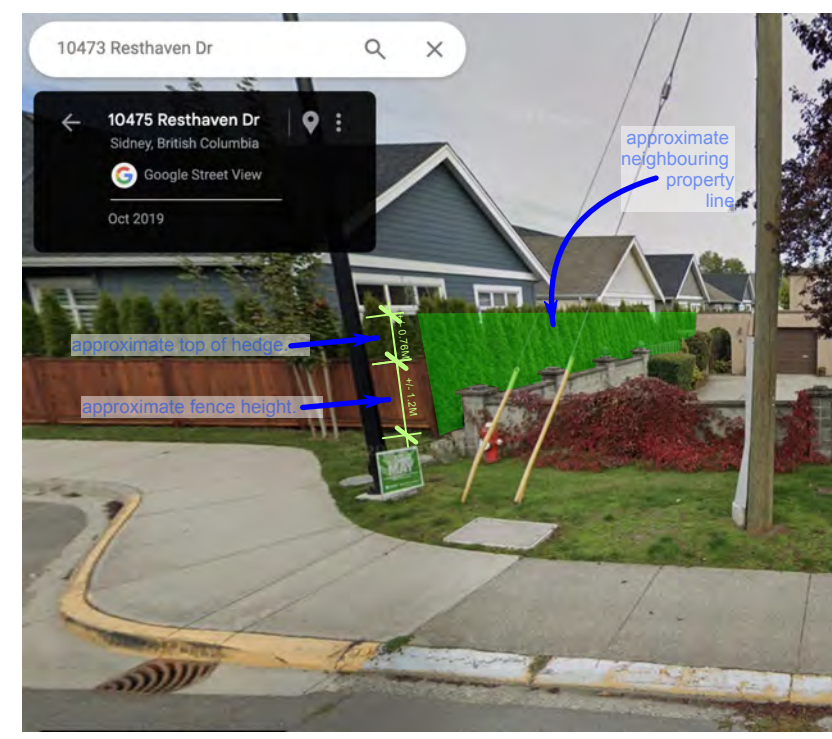 10473 Resthaven Dr
10475 Resthaven Dr
Sidney, British Columbia
Google Street View
Oct 2019
approximate
neighbouring
property
line
approximate top of hedge.
+/- 0.76M
approximate fence height.
+/- 1.2M
MAY